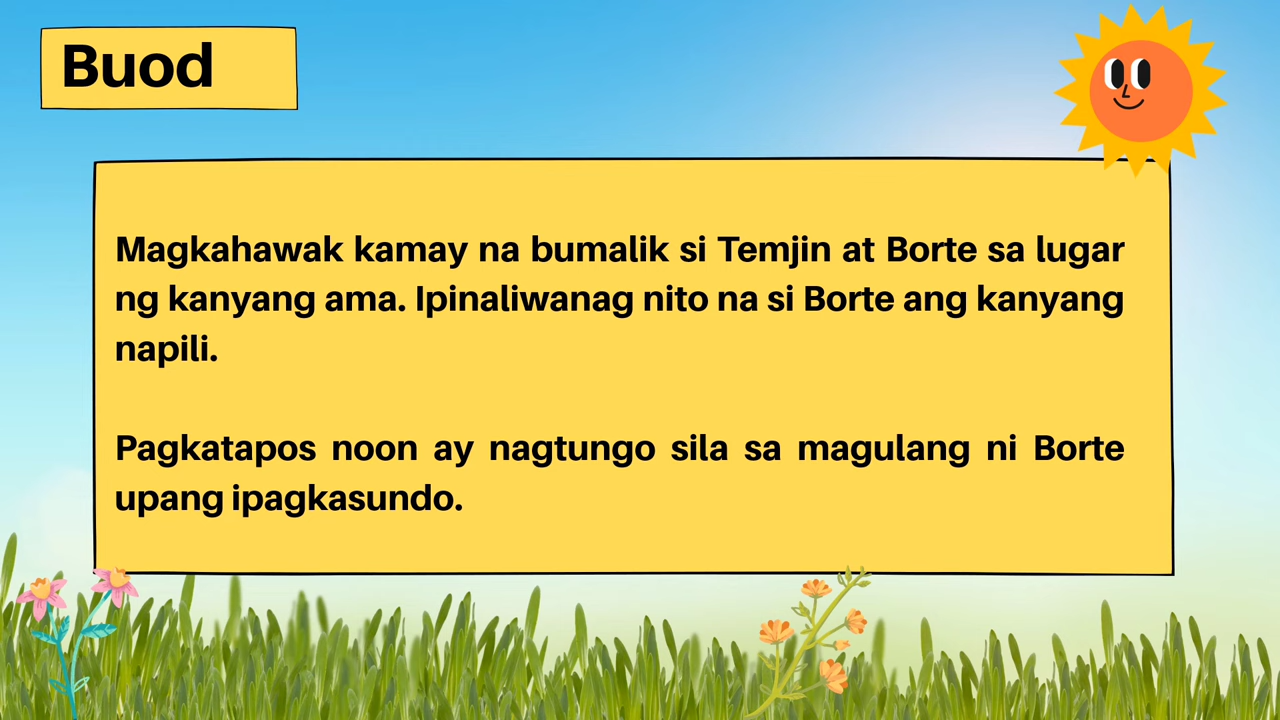 Buod
Magkahawak kamay na bumalik si Temjin at Borte sa lugar
ng kanyang ama. Ipinaliwanag nito na si Borte ang kanyang
napili.
Pagkatapos noon ay nagtungo sila sa magulang ni Borte
upang ipagkasundo.